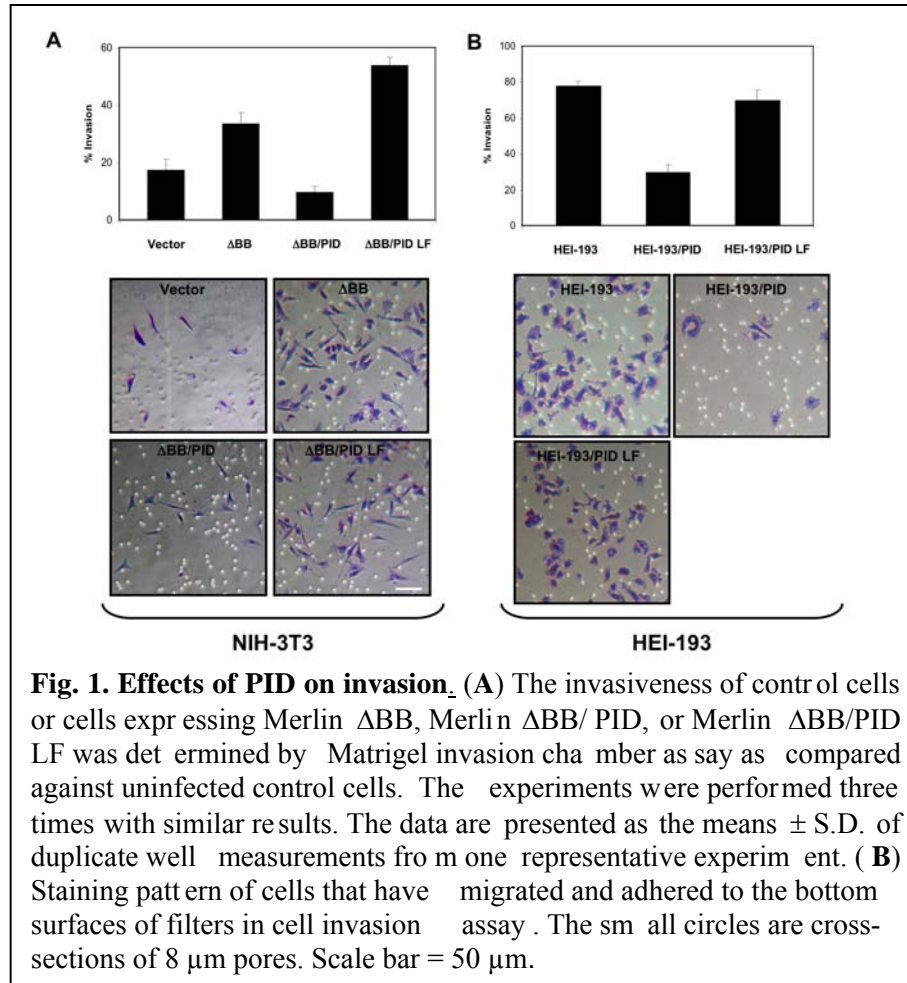 A
B
60
40
20
0
% Invasion
Vector ΔBB ΔBB/PID ΔBB/PID LF
100
80
60
40
20
0
% Invasion
HEI-193 HEI-193/PID HEI-193/PID LF
Vector ΔBB
ΔBB/PID ΔBB/PID LF
HEI-193 HEI-193/PID
HEI-193/PID LF
NIH-3T3 HEI-193
Fig. 1. Effects of PID on invasion. (A) The invasiveness of contr ol cells
or cells expr essing Merlin ΔBB, Merli n ΔBB/ PID, or Merlin ΔBB/PID
LF was det ermined by Matrigel invasion cha mber as say as compared
against uninfected control cells. The experiments w ere perfor med three
times with similar re sults. The data are presented as the means ± S.D. of
duplicate well measurements fro m one representative experim ent. ( B)
Staining patt ern of cells that have migrated and adhered to the bottom
surfaces of filters in cell invasion assay . The sm all circles are cross-
sections of 8 µm pores. Scale bar = 50 µm.